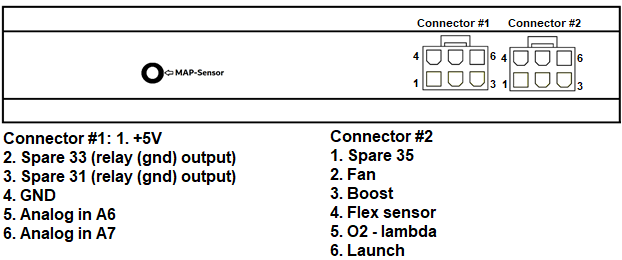 Connector #1 Connector #2
4 6 4 6
MAP-Sensor
1 3 1 3
Connector #1: 1. +5V
2. Spare 33 (relay (gnd) output)
3. Spare 31 (relay (gnd) output)
4. GND
5. Analog in A6
6. Analog in A7
Connector #2
1. Spare 35
2. Fan
3. Boost
4. Flex sensor
5. O2 - lambda
6. Launch